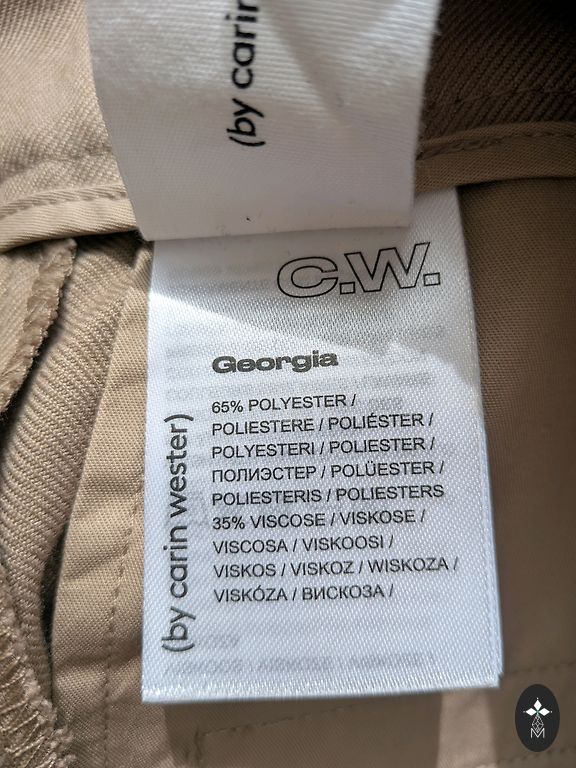 (by carin
C.W.
Georgia
65% POLYESTER /
POLIESTERE / POLIÉSTER /
POLYESTERI / POLIESTER /
ПОЛИЭСТЕР / POLÜESTER /
POLIESTERIS / POLIESTERS
35% VISCOSE / VISKOSE /
VISCOSA / VISKOOSI /
VISKOS / VISKOZ / WISKOZA /
VISKÓZA / ВИСКОЗА /
(by carin wester)
M